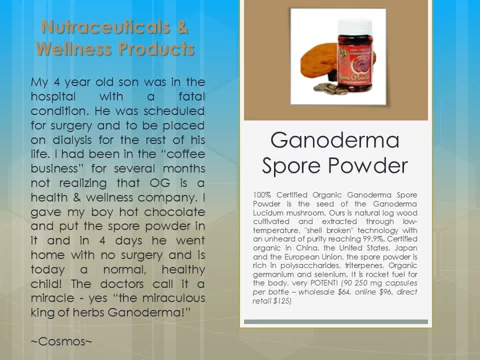 Nutraceuticals &
Wellness Products
My 4 year old son was in the
hospital with a fatal
condition. He was scheduled
for surgery and to be placed
on dialysis for the rest of his
life. I had been in the “coffee
business” for several months
not realizing that OG is a
health & wellness company. I
gave my boy hot chocolate
and put the spore powder in
it and in 4 days he went
home with no surgery and is
today a normal, healthy
child! The doctors call it a
miracle - yes “the miraculous
king of herbs Ganoderma!”
~Cosmos~
Ganoderma
Spore Powder
100% Certified Organic Ganoderma Spore
Powder is the seed of the Ganoderma
Lucidum mushroom. Ours is natural log wood
cultivated and extracted through low-
temperature, "shell broken" technology with
an unheard of purity reaching 99.9%. Certified
organic in China, the United States, Japan
and the European Union, the spore powder is
rich in polysaccharides, triterpenes, Organic
germanium and selenium. It is rocket fuel for
the body, very POTENT! (90 250 mg capsules
per bottle – wholesale $64, online $96, direct
retail $125)